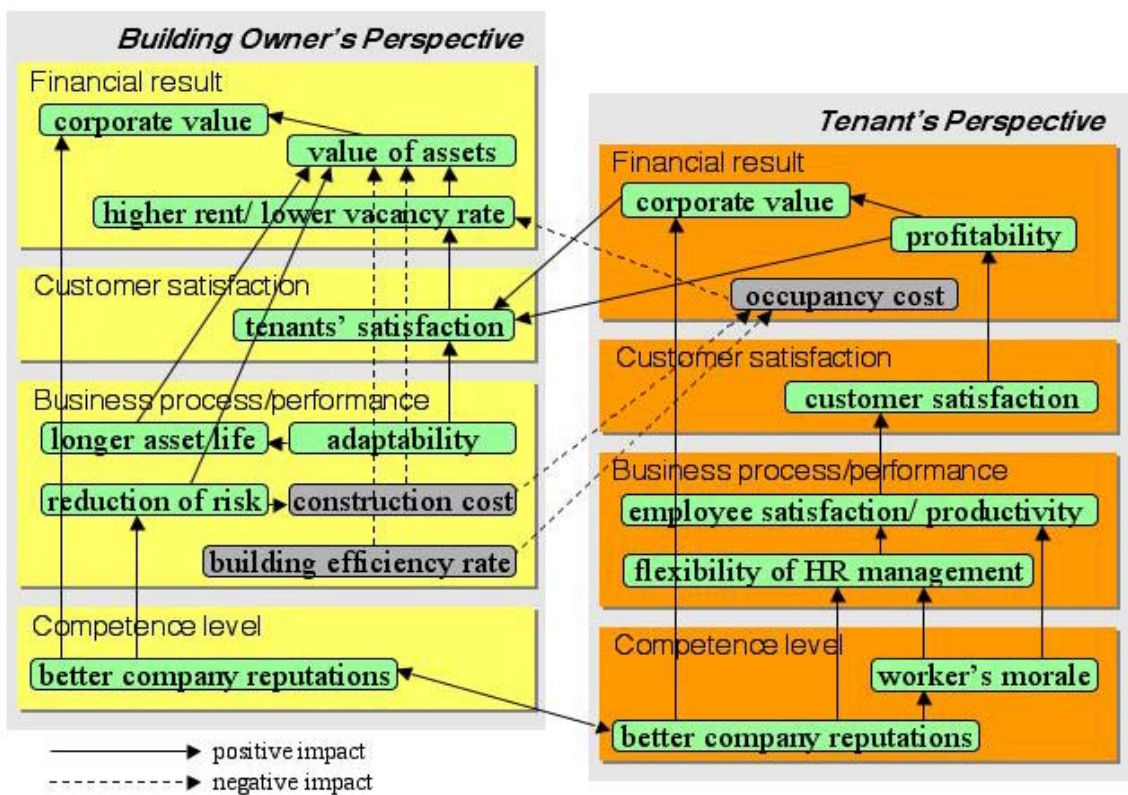 Building Owner's Perspective
Financial result
corporate value
value of assets
higher rent/ lower vacancy rate
Customer satisfaction
tenants' satisfaction
Business process/performance
longer asset life
adaptability
reduction of risk
construction cost
building efficiency rate
Competence level
better company reputations
Tenant's Perspective
Financial result
corporate value
profitability
occupancy cost
Customer satisfaction
customer satisfaction
Business process/performance
employee satisfaction/ productivity
flexibility of HR management
Competence level
worker's morale
better company reputations
positive impact
negative impact